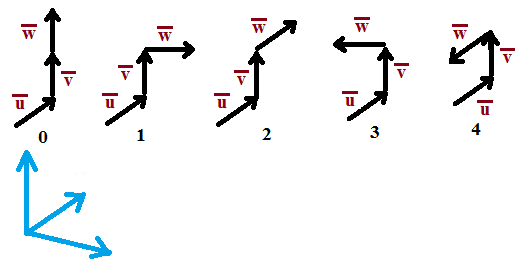 w̅ w̅ w̅ w̅ w̅
v̅ v̅ v̅ v̅ v̅
u̅ u̅ u̅ u̅ u̅
0 1 2 3 4